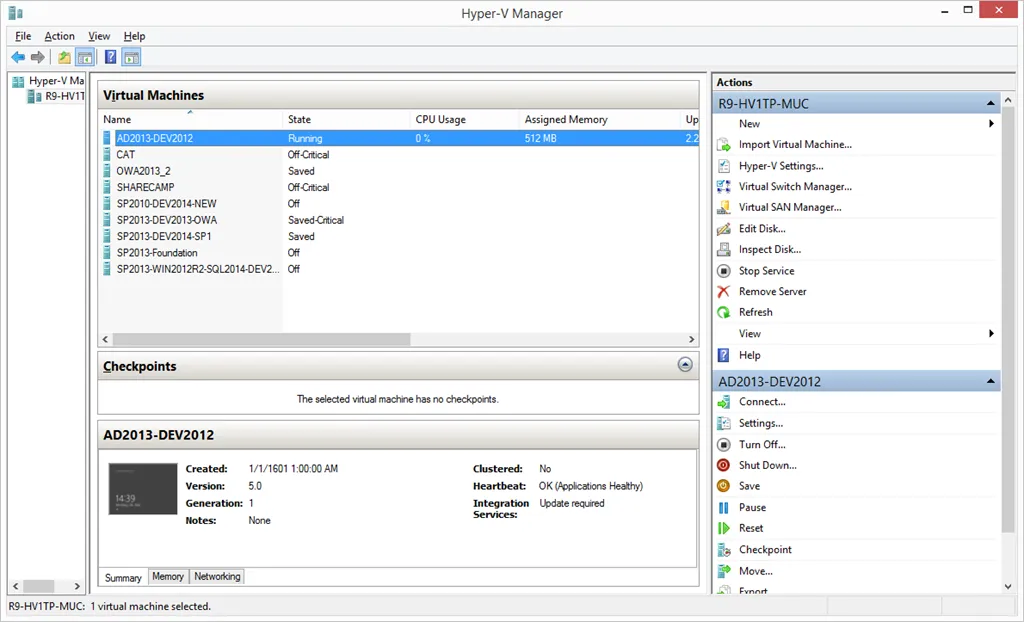 Hyper-V Manager
File Action View Help
Hyper-V Ma
R9-HV1T
Virtual Machines
Name State CPU Usage Assigned Memory Up
AD2013-DEV2012 Running 0 % 512 MB 2.2
CAT Off-Critical
OWA2013_2 Saved
SHARECAMP Off-Critical
SP2010-DEV2014-NEW Off
SP2013-DEV2013-OWA Saved-Critical
SP2013-DEV2014-SP1 Saved
SP2013-Foundation Off
SP2013-WIN2012R2-SQL2014-DEV2... Off
Checkpoints
The selected virtual machine has no checkpoints.
AD2013-DEV2012
14:39
Created: 1/1/1601 1:00:00 AM Clustered: No
Version: 5.0 Heartbeat: OK (Applications Healthy)
Generation: 1 Integration Services: Update required
Notes: None
Summary Memory Networking
Actions
R9-HV1TP-MUC
New
Import Virtual Machine...
Hyper-V Settings...
Virtual Switch Manager...
Virtual SAN Manager...
Edit Disk...
Inspect Disk...
Stop Service
Remove Server
Refresh
View
Help
AD2013-DEV2012
Connect...
Settings...
Turn Off...
Shut Down...
Save
Pause
Reset
Checkpoint
Move...
Export...
R9-HV1TP-MUC: 1 virtual machine selected.